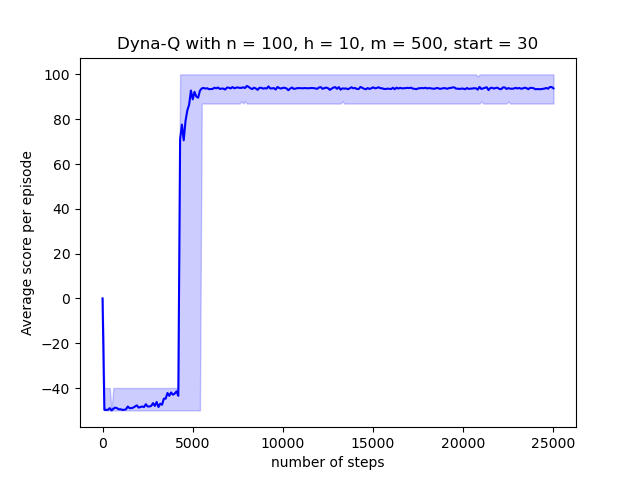 Dyna-Q with n = 100, h = 10, m = 500, start = 30
100
80
60
40
20
0
−20
−40
Average score per episode
0 5000 10000 15000 20000 25000
number of steps